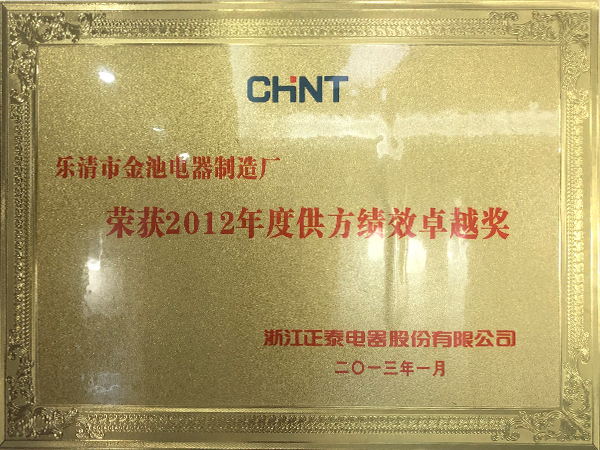 CHNT
乐清市金池电器制造厂
荣获2012年度供方绩效卓越奖
浙江正泰电器股份有限公司
二〇一三年一月